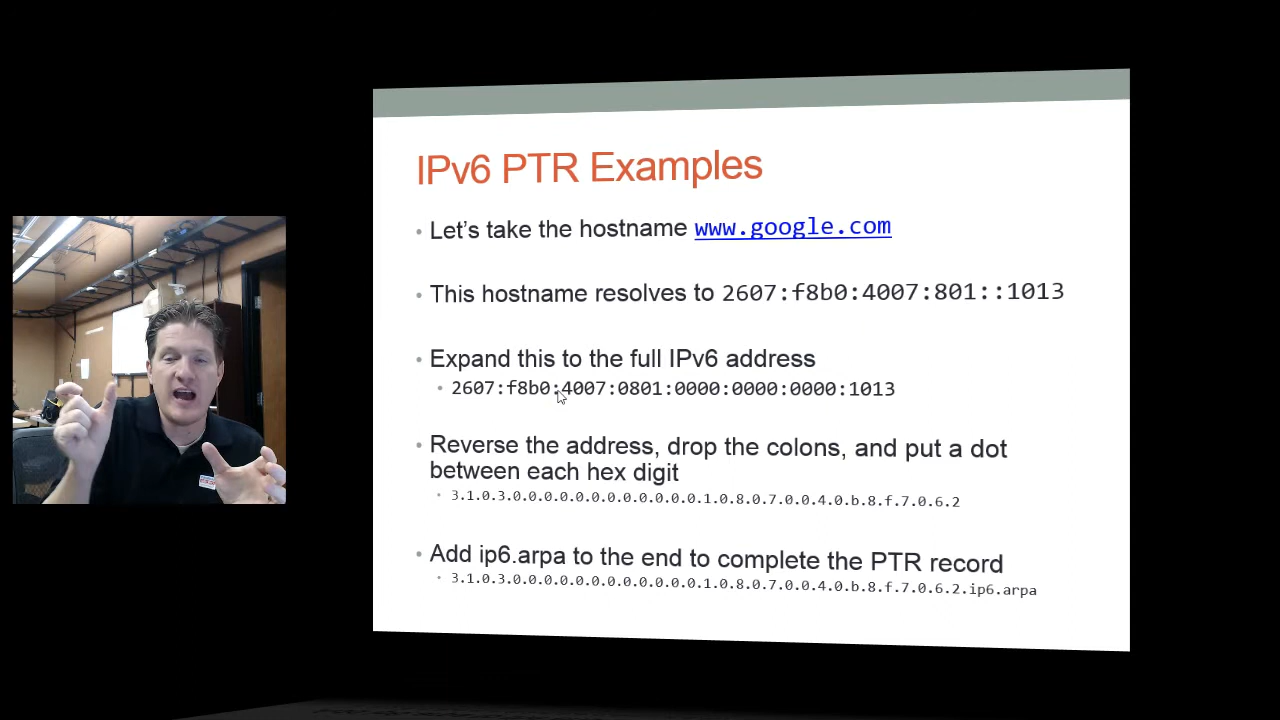 IPv6 PTR Examples
• Let's take the hostname www.google.com
• This hostname resolves to 2607:f8b0:4007:801::1013
• Expand this to the full IPv6 address
• 2607:f8b0:4007:0801:0000:0000:0000:1013
• Reverse the address, drop the colons, and put a dot
between each hex digit
• 3.1.0.3.0.0.0.0.0.0.0.0.0.0.0.0.1.0.8.0.7.0.0.4.0.b.8.f.7.0.6.2
• Add ip6.arpa to the end to complete the PTR record
• 3.1.0.3.0.0.0.0.0.0.0.0.0.0.0.0.1.0.8.0.7.0.0.4.0.b.8.f.7.0.6.2.ip6.arpa